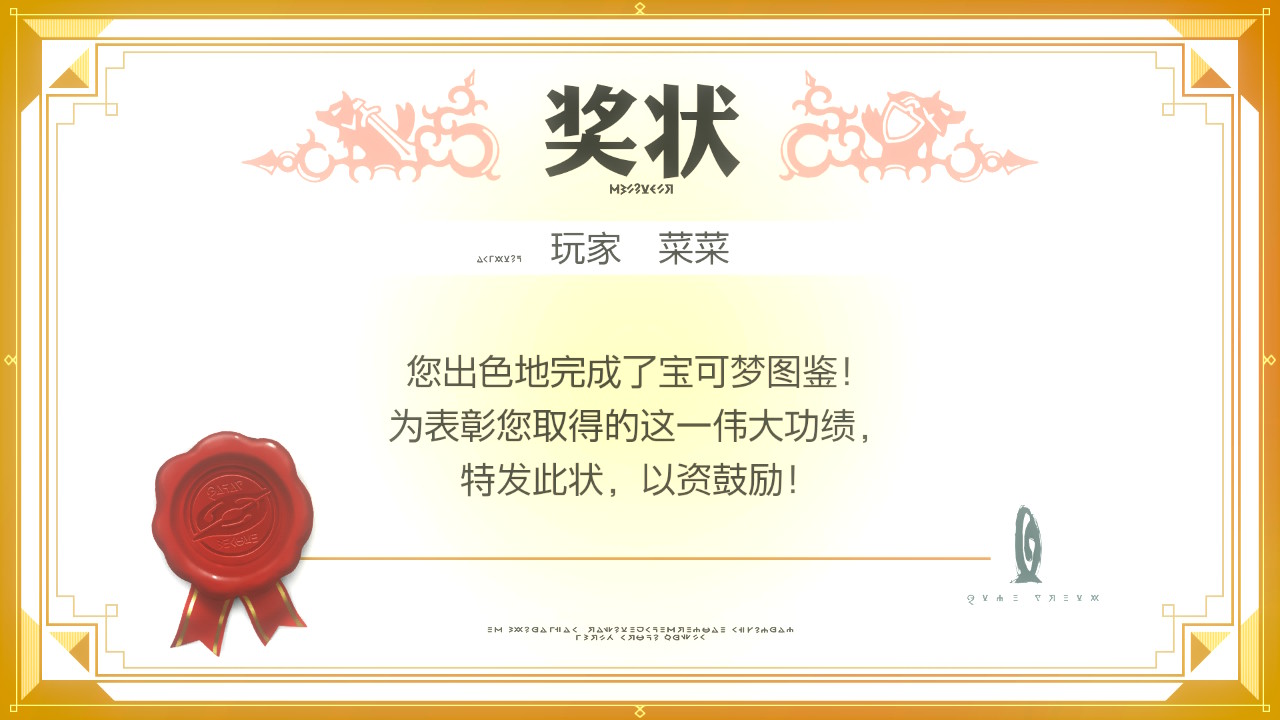 奖状
玩家 菜菜
您出色地完成了宝可梦图鉴！
为表彰您取得的这一伟大功绩，
特发此状，以资鼓励！